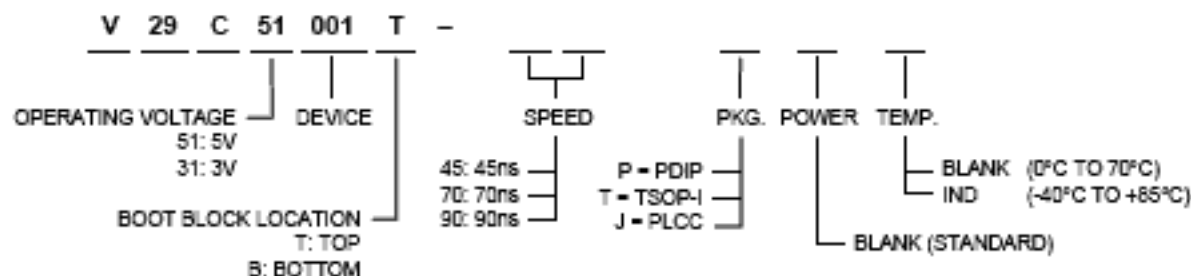 V 29 C 51 001 T –
OPERATING VOLTAGE
51: 5V
31: 3V
DEVICE
BOOT BLOCK LOCATION
T: TOP
B: BOTTOM
SPEED
45: 45ns
70: 70ns
90: 90ns
PKG.
P = PDIP
T = TSOP-I
J = PLCC
POWER
BLANK (STANDARD)
TEMP.
BLANK (0°C TO 70°C)
IND (-40°C TO +85°C)